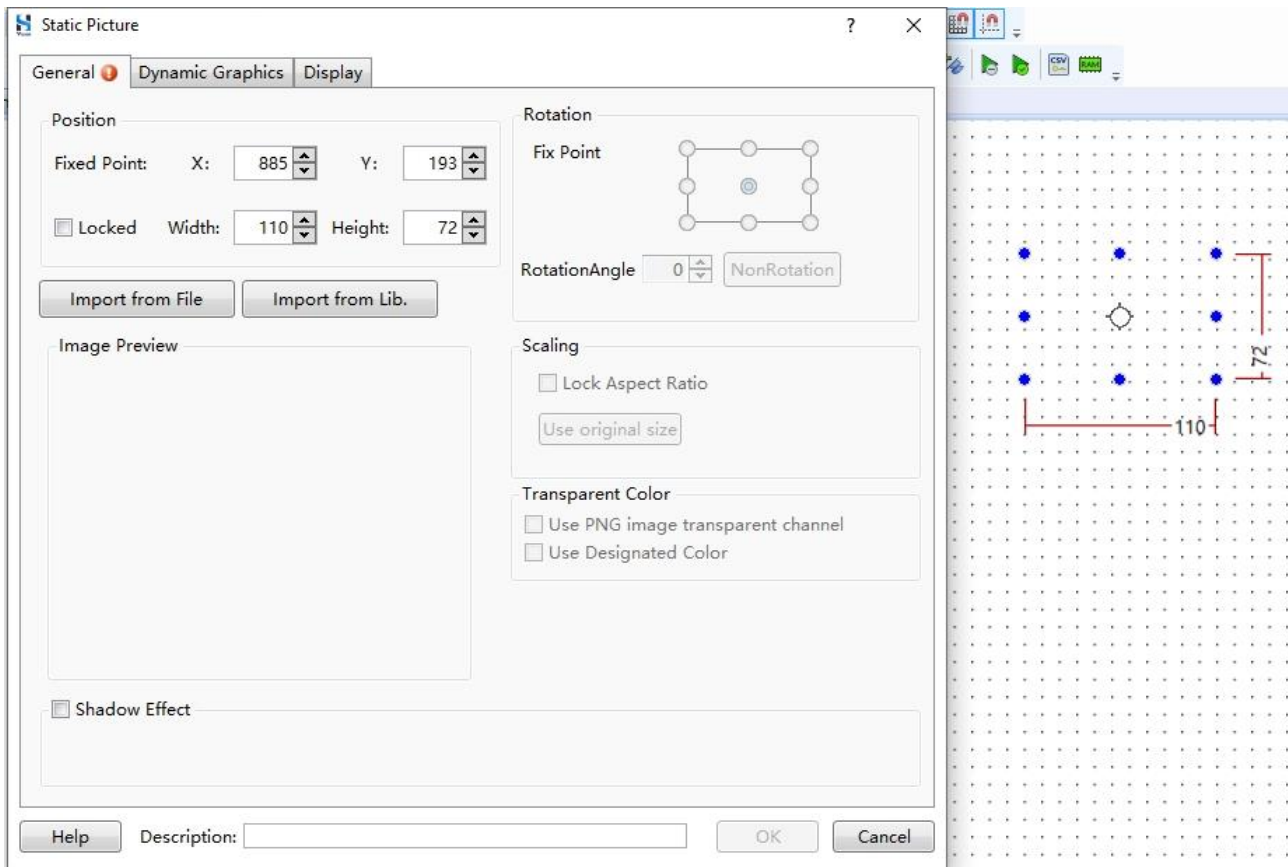 Static Picture ? ×
General Dynamic Graphics Display
Position
Fixed Point: X: 885 Y: 193
Locked Width: 110 Height: 72
Import from File Import from Lib.
Image Preview
Rotation
Fix Point
RotationAngle 0 NonRotation
Scaling
Lock Aspect Ratio
Use original size
Transparent Color
Use PNG image transparent channel
Use Designated Color
Shadow Effect
Help Description: OK Cancel
CSV RAM
72
110